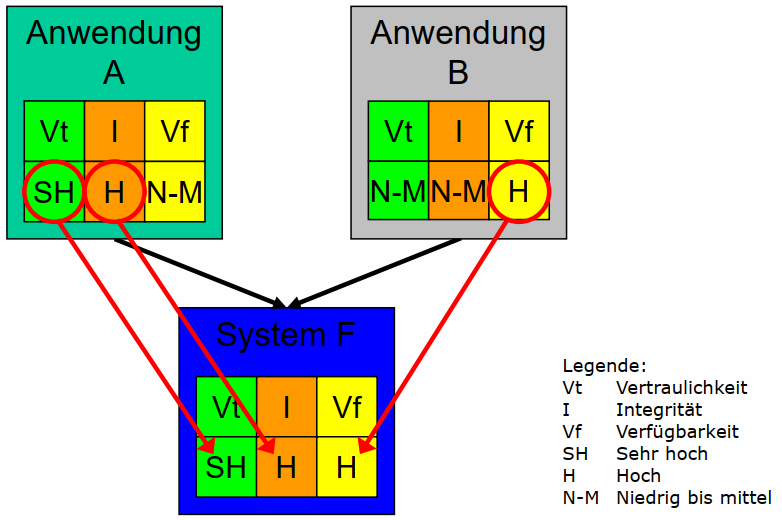 Anwendung
A
Vt I Vf
SH H N-M
Anwendung
B
Vt I Vf
N-M N-M H
System F
Vt I Vf
SH H H
Legende:
Vt Vertraulichkeit
I Integrität
Vf Verfügbarkeit
SH Sehr hoch
H Hoch
N-M Niedrig bis mittel